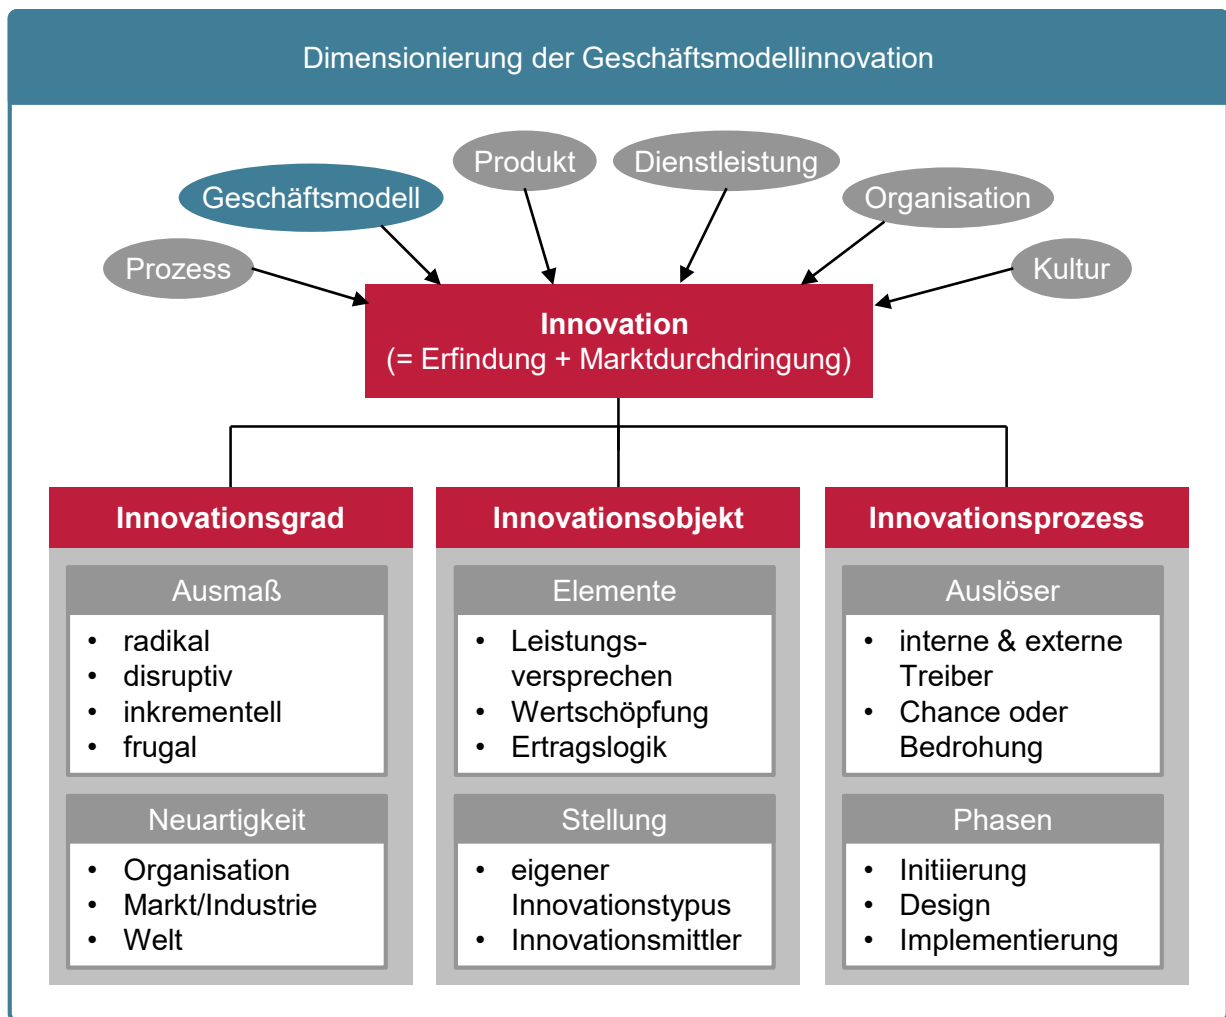 Dimensionierung der Geschäftsmodellinnovation
Produkt
Dienstleistung
Geschäftsmodell
Organisation
Prozess
Kultur
Innovation
(= Erfindung + Marktdurchdringung)
Innovationsgrad
Ausmaß
• radikal
• disruptiv
• inkrementell
• frugal
Neuartigkeit
• Organisation
• Markt/Industrie
• Welt
Innovationsobjekt
Elemente
• Leistungs-
versprechen
• Wertschöpfung
• Ertragslogik
Stellung
• eigener
Innovationstypus
• Innovationsmittler
Innovationsprozess
Auslöser
• interne & externe
Treiber
• Chance oder
Bedrohung
Phasen
• Initiierung
• Design
• Implementierung